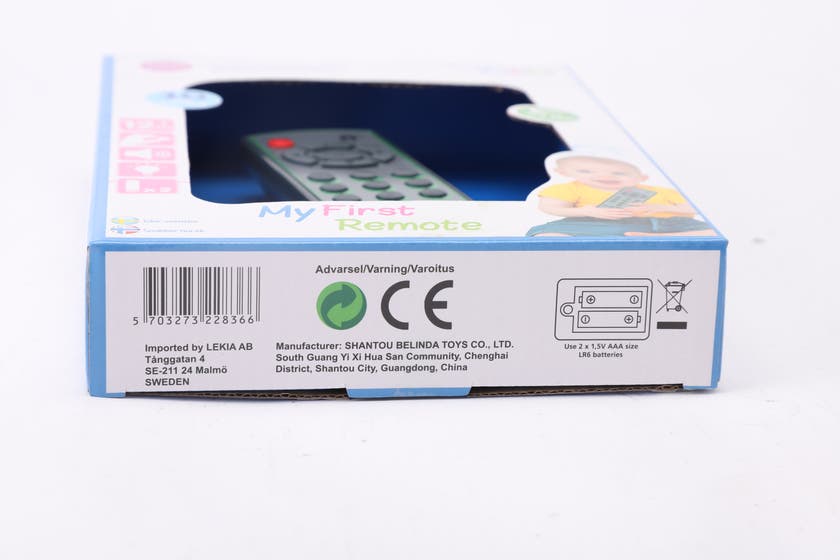 My First
Remote
Advarsel/Varning/Varoitus
CE
5 703273 228366
Imported by LEKIA AB
Tånggatan 4
SE-211 24 Malmö
SWEDEN
Manufacturer: SHANTOU BELINDA TOYS CO., LTD.
South Guang Yi Xi Hua San Community, Chenghai
District, Shantou City, Guangdong, China
Use 2 x 1,5V AAA size
LR6 batteries